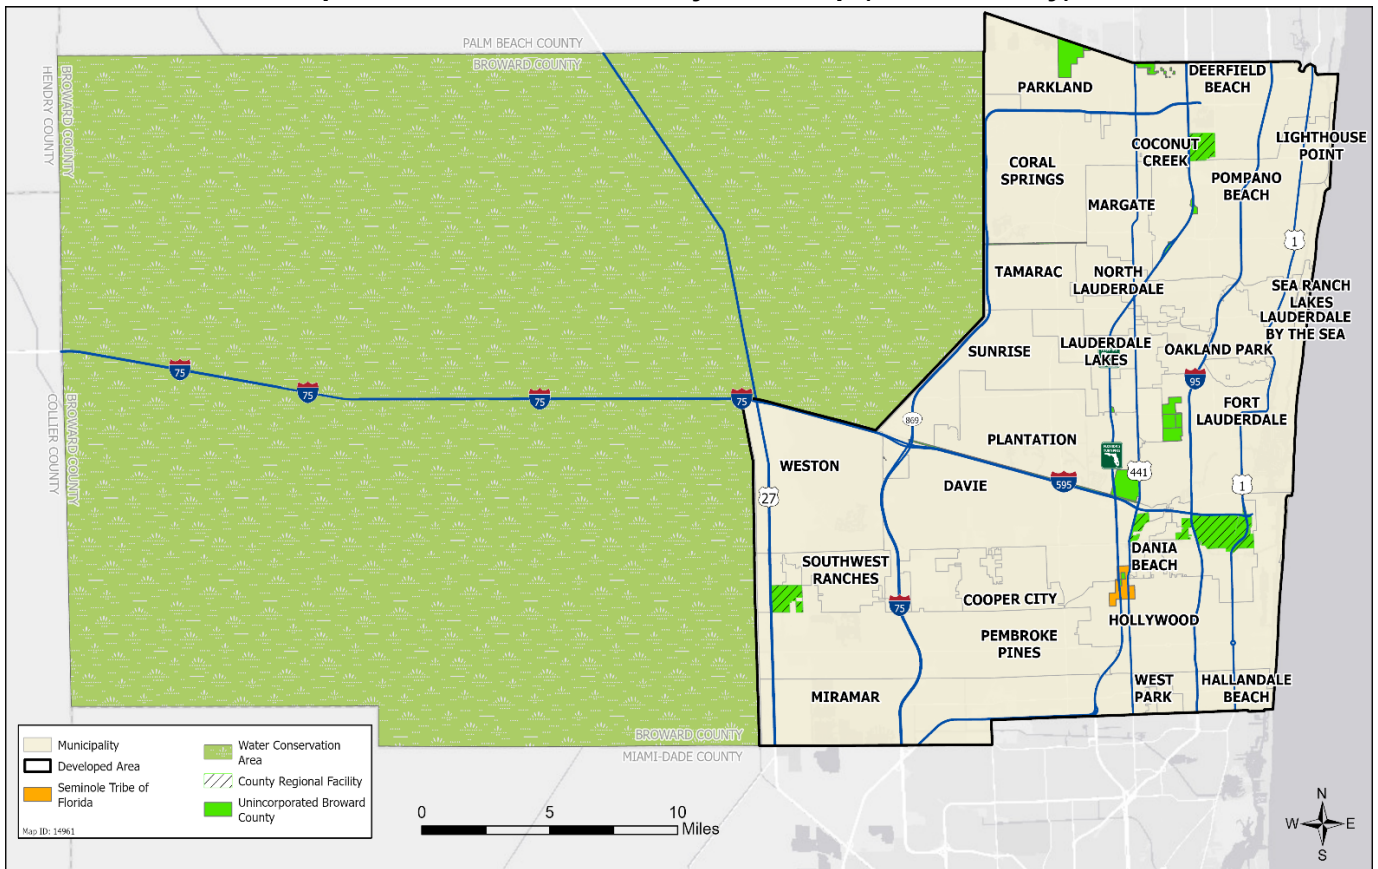 PALM BEACH COUNTY
BROWARD COUNTY
HENDRY COUNTY
BROWARD COUNTY
PARKLAND
DEERFIELD
BEACH
LIGHTHOUSE
POINT
COCONUT
CREEK
CORAL
SPRINGS
POMPANO
BEACH
MARGATE
1
TAMARAC
NORTH
LAUDERDALE
SEA RANCH
LAKES
LAUDERDALE
BY THE SEA
SUNRISE
LAUDERDALE
LAKES
OAKLAND PARK
75
75
75
75
95
COLLIER COUNTY
BROWARD COUNTY
869
FORT
LAUDERDALE
PLANTATION
WESTON
441
DAVIE
595
27
1
DANIA
BEACH
SOUTHWEST
RANCHES
COOPER CITY
75
HOLLYWOOD
PEMBROKE
PINES
MIRAMAR
WEST
PARK
HALLANDALE
BEACH
BROWARD COUNTY
MIAMI-DADE COUNTY
Municipality
Developed Area
Seminole Tribe of
Florida
Water Conservation
Area
County Regional Facility
Unincorporated Broward
County
Map ID: 14961
0 5 10
Miles
N
W E
S